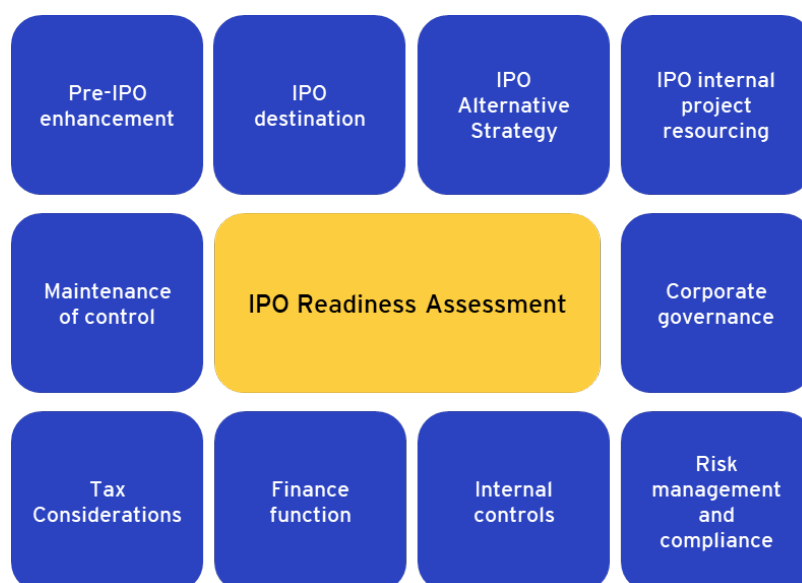 Pre-IPO
enhancement
IPO
destination
IPO
Alternative
Strategy
IPO internal
project
resourcing
Maintenance
of control
IPO Readiness Assessment
Corporate
governance
Tax
Considerations
Finance
function
Internal
controls
Risk
management
and
compliance